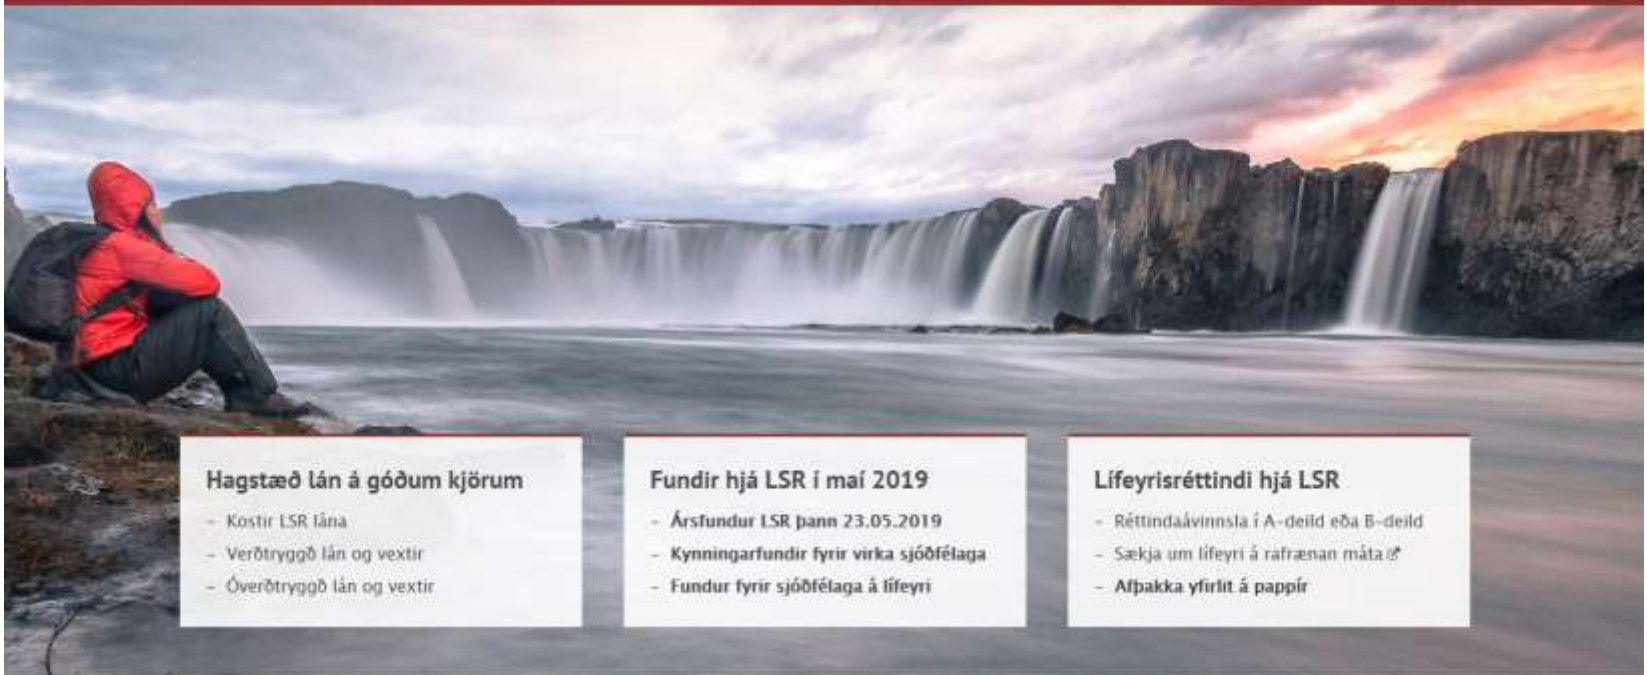 Hagstæð lán á góðum kjörum
- Kostir LSR lána
- Verðtryggð lán og vextir
- Óverðtryggð lán og vextir
Fundir hjá LSR í maí 2019
- Ársfundur LSR þann 23.05.2019
- Kynningarfundir fyrir virka sjóðfélaga
- Fundur fyrir sjóðfélaga á lífeyri
Lífeyrisréttindi hjá LSR
- Réttindaávinnsla í A-deild eða B-deild
- Sækja um lífeyri á rafrænan máta
- Afþakka yfirlit á pappír